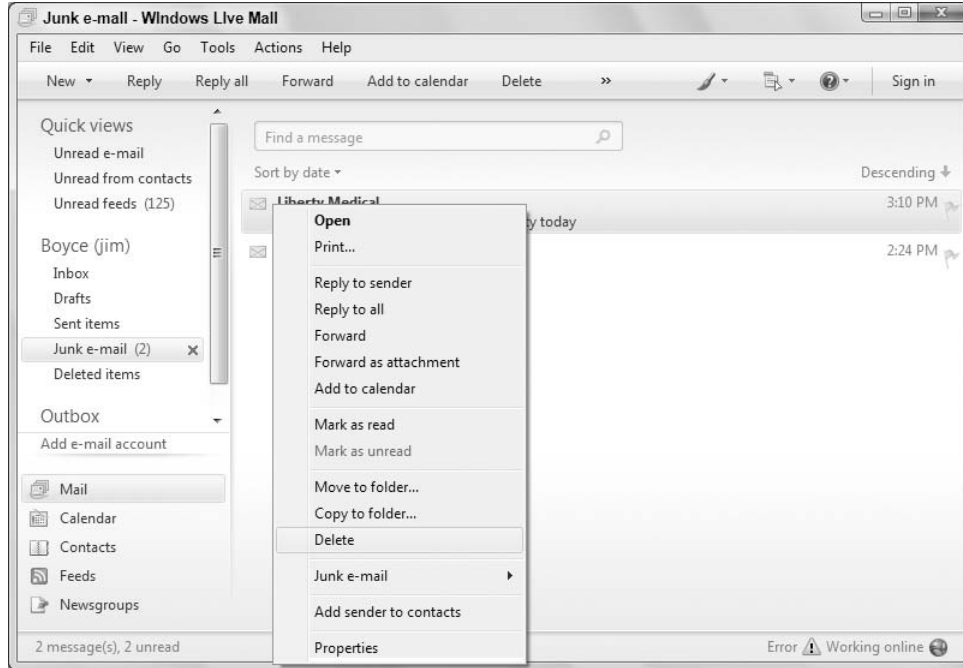 Junk e-mail - Windows Live Mail
File Edit View Go Tools Actions Help
New Reply Reply all Forward Add to calendar Delete » Sign in
Quick views
Unread e-mail
Unread from contacts
Unread feeds (125)
Boyce (jim)
Inbox
Drafts
Sent items
Junk e-mail (2)
Deleted items
Outbox
Add e-mail account
Mail
Calendar
Contacts
Feeds
Newsgroups
Find a message
Sort by date Descending
Liberty Medical 3:10 PM
today
2:24 PM
Open
Print...
Reply to sender
Reply to all
Forward
Forward as attachment
Add to calendar
Mark as read
Mark as unread
Move to folder...
Copy to folder...
Delete
Junk e-mail
Add sender to contacts
Properties
2 message(s), 2 unread Error Working online